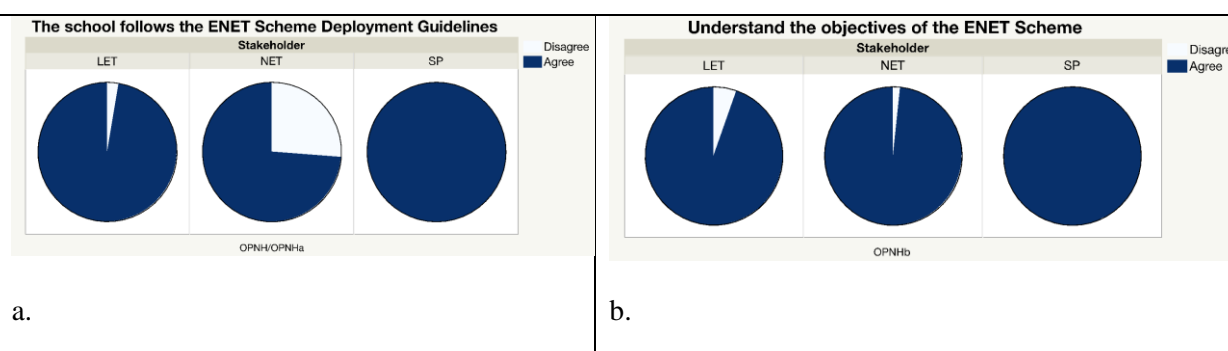 The school follows the ENET Scheme Deployment Guidelines
Stakeholder
LET NET SP
Disagree
Agree
OPNH/OPNHa
a.
Understand the objectives of the ENET Scheme
Stakeholder
LET NET SP
Disagre
Agree
OPNHb
b.